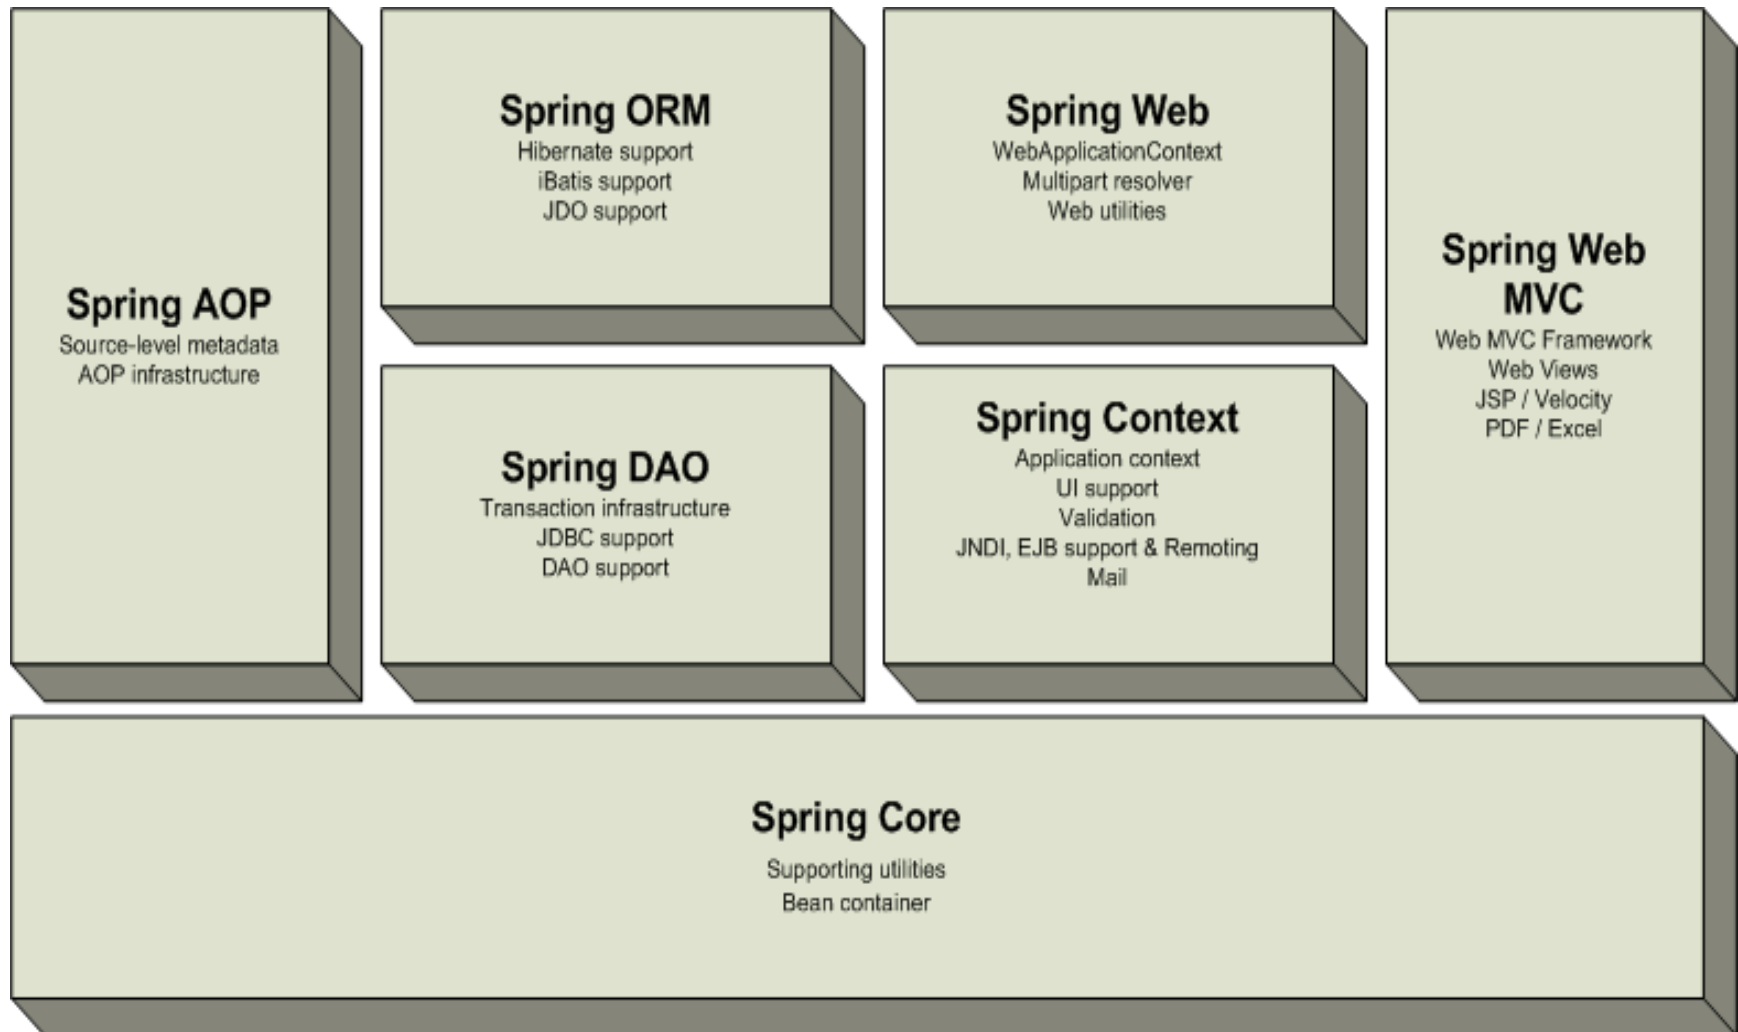 Spring AOP
Source-level metadata
AOP infrastructure
Spring ORM
Hibernate support
iBatis support
JDO support
Spring DAO
Transaction infrastructure
JDBC support
DAO support
Spring Web
WebApplicationContext
Multipart resolver
Web utilities
Spring Context
Application context
UI support
Validation
JNDI, EJB support & Remoting
Mail
Spring Web
MVC
Web MVC Framework
Web Views
JSP / Velocity
PDF / Excel
Spring Core
Supporting utilities
Bean container